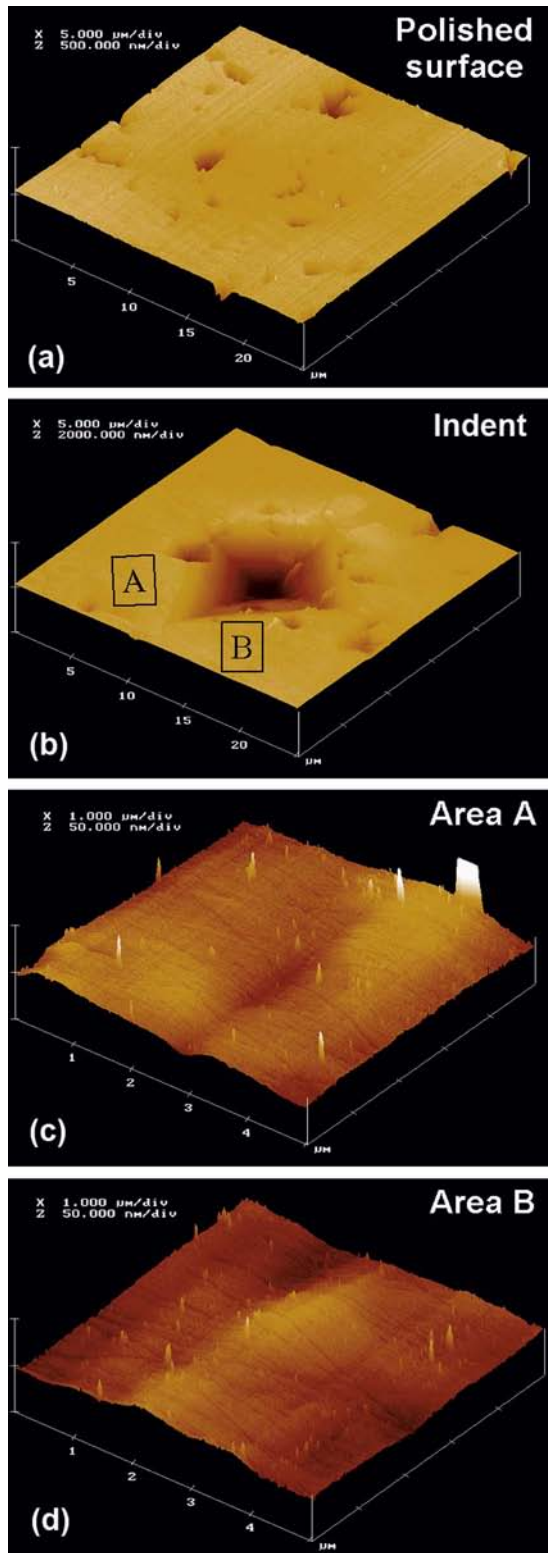 X 5.000 µm/div
Z 500.000 nm/div
Polished
surface
5
10
15
20
µm
(a)
X 5.000 µm/div
Z 2000.000 nm/div
Indent
A
B
5
10
15
20
µm
(b)
X 1.000 µm/div
Z 50.000 nm/div
Area A
1
2
3
4
µm
(c)
X 1.000 µm/div
Z 50.000 nm/div
Area B
1
2
3
4
µm
(d)